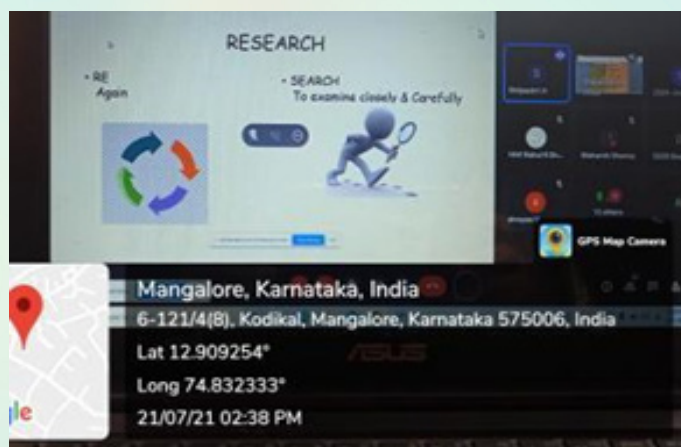 RESEARCH
• RE
Again
• SEARCH
To examine closely & Carefully
GPS Map Camera
Mangalore, Karnataka, India
6-121/4(8), Kodikal, Mangalore, Karnataka 575006, India
Lat 12.909254°
ASUS
Long 74.832333°
21/07/21 02:38 PM